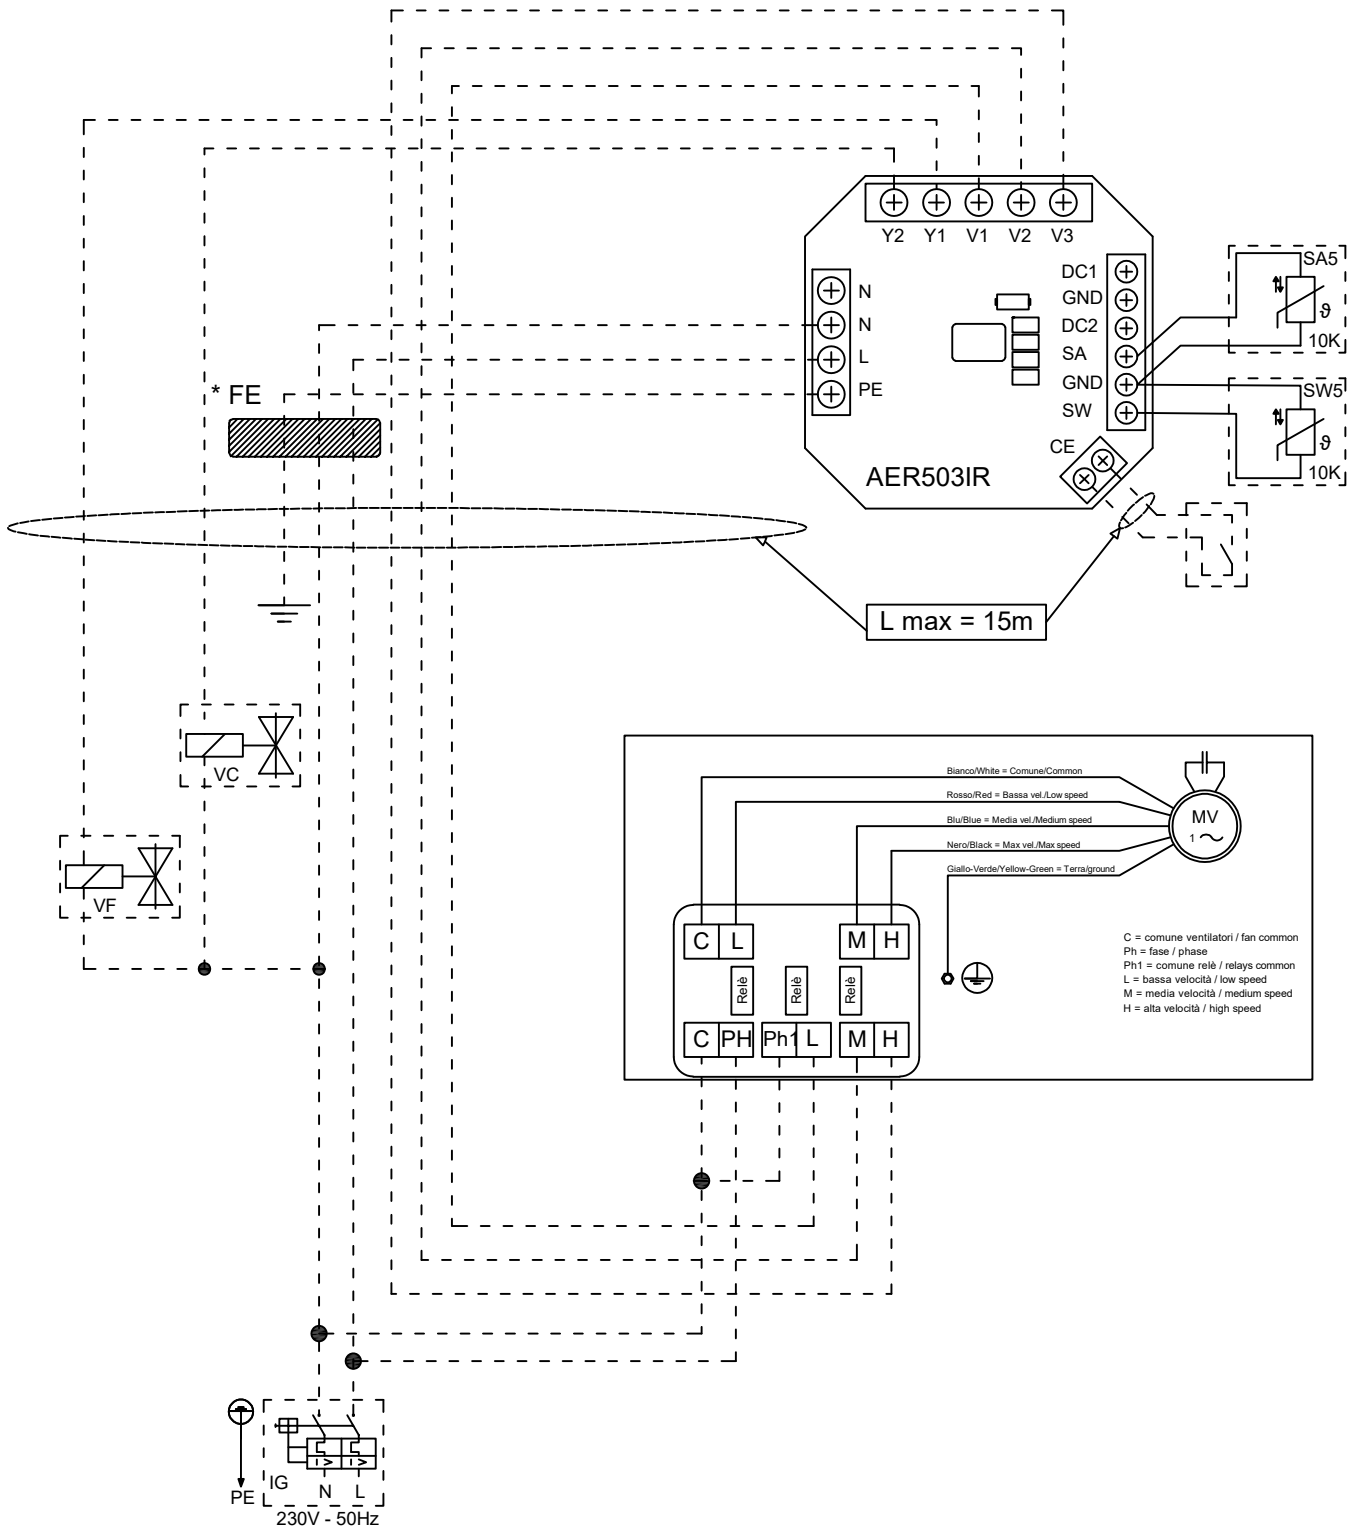 Y2 Y1 V1 V2 V3
N
N
L
PE
DC1
GND
DC2
SA
GND
SW
CE
AER503IR
SA5
ϑ
10K
SW5
ϑ
10K
* FE
L max = 15m
VC
VF
Bianco/White = Comune/Common
Rosso/Red = Bassa vel./Low speed
Blu/Blue = Media vel./Medium speed
Nero/Black = Max vel./Max speed
Giallo-Verde/Yellow-Green = Terra/ground
MV
1
C L M H
Relè Relè Relè
C PH Ph1 L M H
C = comune ventilatori / fan common
Ph = fase / phase
Ph1 = comune relè / relays common
L = bassa velocità / low speed
M = media velocità / medium speed
H = alta velocità / high speed
I > I >
IG
N L
PE
230V - 50Hz